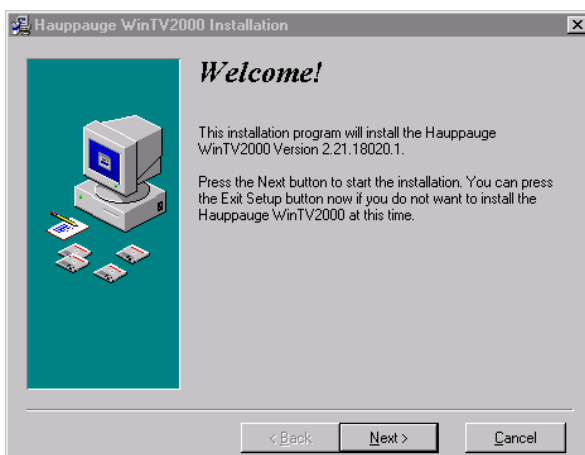 Hauppauge WinTV2000 Installation
Welcome!
This installation program will install the Hauppauge
WinTV2000 Version 2.21.18020.1.
Press the Next button to start the installation. You can press
the Exit Setup button now if you do not want to install the
Hauppauge WinTV2000 at this time.
< Back
Next >
Cancel